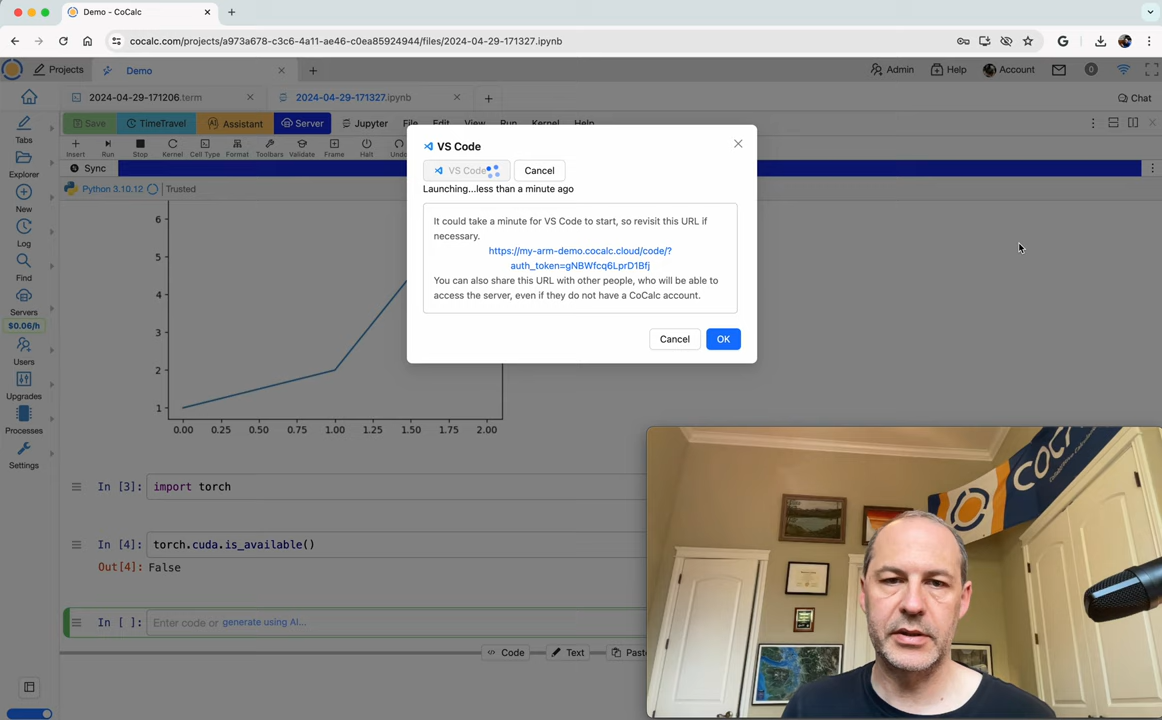 Demo - CoCalc
cocalc.com/projects/a973a678-c3c6-4a11-ae46-c0ea85924944/files/2024-04-29-171327.ipynb
Projects
Demo
Admin
Help
Account
0
2024-04-29-171206.term
2024-04-29-171327.ipynb
Chat
Save
TimeTravel
Assistant
Server
Jupyter
File
Edit
View
Run
Kernel
Help
Tabs
Explorer
New
Log
Find
Servers
$0.06/h
Users
Upgrades
Processes
Settings
Insert
Run
Stop
Kernel
Cell Type
Format
Toolbars
Validate
Frame
Halt
Undo
Sync
Python 3.10.12
Trusted
VS Code
VS Code
Cancel
Launching...less than a minute ago
It could take a minute for VS Code to start, so revisit this URL if
necessary.
https://my-arm-demo.cocalc.cloud/code/?
auth_token=gNBWfcq6LprD1Bfj
You can also share this URL with other people, who will be able to
access the server, even if they do not have a CoCalc account.
Cancel
OK
6
5
4
3
2
1
0.00 0.25 0.50 0.75 1.00 1.25 1.50 1.75 2.00
In [3]: import torch
In [4]: torch.cuda.is_available()
Out[4]: False
In [ ]: Enter code or generate using AI...
Code
Text
Paste